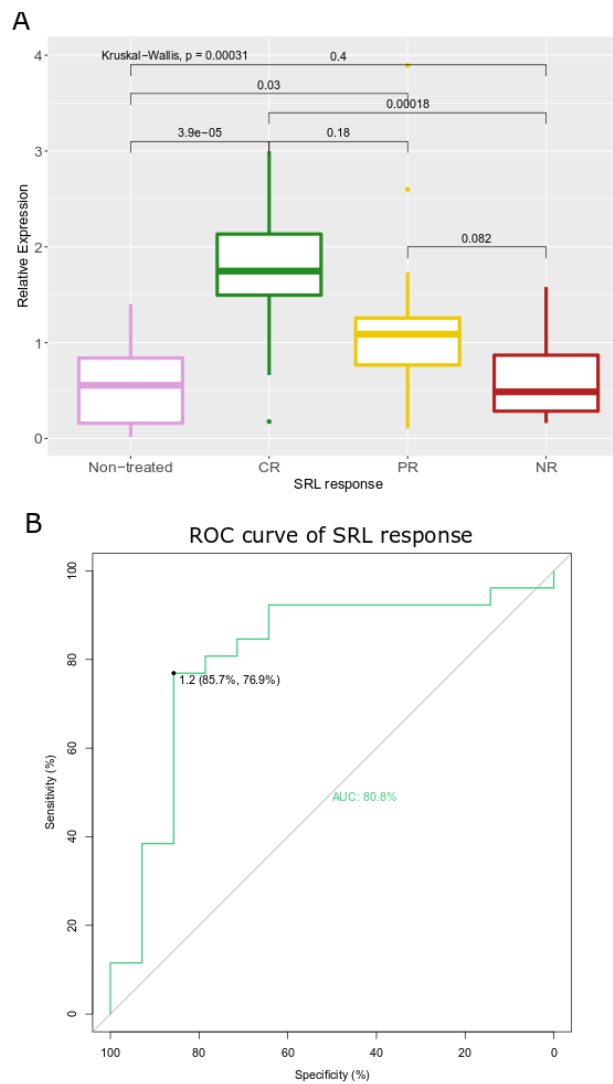 A
Kruskal−Wallis, p = 0.00031
0.4
0.03
0.00018
3.9e−05
0.18
0.082
4
3
2
1
0
Relative Expression
Non−treated CR PR NR
SRL response
B
ROC curve of SRL response
100
80
60
40
20
0
Sensitivity (%)
1.2 (85.7%, 76.9%)
AUC: 80.8%
100 80 60 40 20 0
Specificity (%)